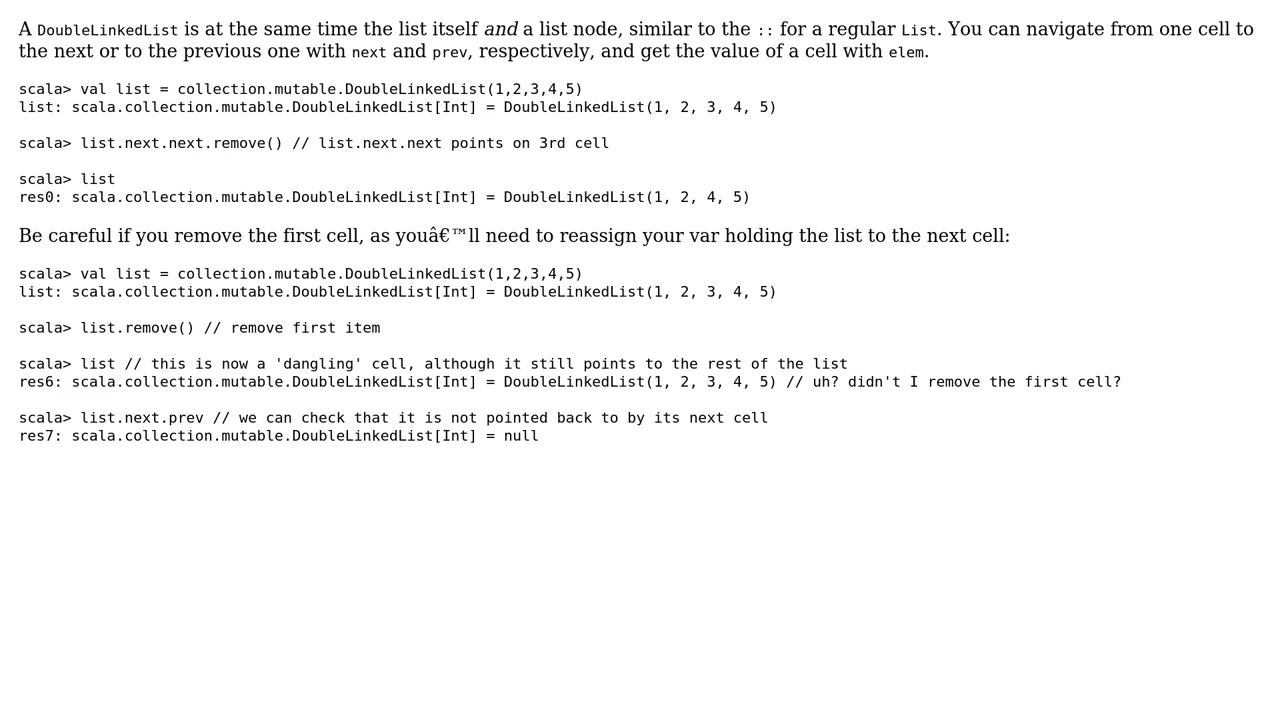 A DoubleLinkedList is at the same time the list itself and a list node, similar to the :: for a regular List. You can navigate from one cell to
the next or to the previous one with next and prev, respectively, and get the value of a cell with elem.
scala> val list = collection.mutable.DoubleLinkedList(1,2,3,4,5)
list: scala.collection.mutable.DoubleLinkedList[Int] = DoubleLinkedList(1, 2, 3, 4, 5)
scala> list.next.next.remove() // list.next.next points on 3rd cell
scala> list
res0: scala.collection.mutable.DoubleLinkedList[Int] = DoubleLinkedList(1, 2, 4, 5)
Be careful if you remove the first cell, as youâ€™ll need to reassign your var holding the list to the next cell:
scala> val list = collection.mutable.DoubleLinkedList(1,2,3,4,5)
list: scala.collection.mutable.DoubleLinkedList[Int] = DoubleLinkedList(1, 2, 3, 4, 5)
scala> list.remove() // remove first item
scala> list // this is now a 'dangling' cell, although it still points to the rest of the list
res6: scala.collection.mutable.DoubleLinkedList[Int] = DoubleLinkedList(1, 2, 3, 4, 5) // uh? didn't I remove the first cell?
scala> list.next.prev // we can check that it is not pointed back to by its next cell
res7: scala.collection.mutable.DoubleLinkedList[Int] = null